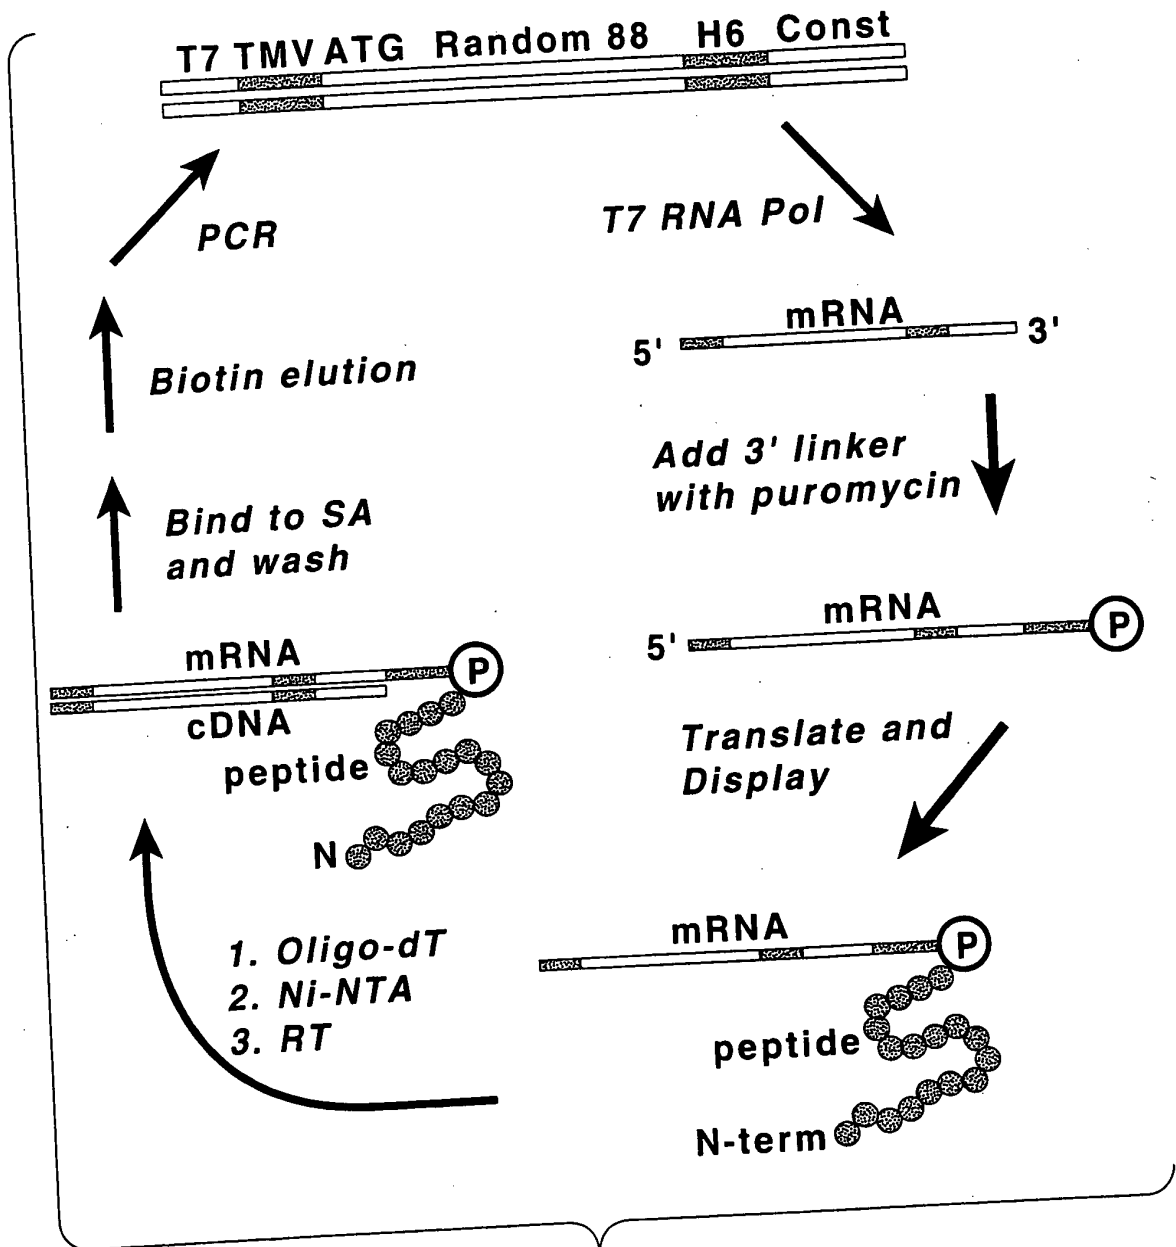 T7 TMV ATG Random 88 H6 Const
T7 RNA Pol
mRNA
5' 3'
Add 3' linker
with puromycin
mRNA
5' P
Translate and
Display
mRNA
P
peptide
N-term
1. Oligo-dT
2. Ni-NTA
3. RT
mRNA
P
cDNA
peptide
N
Bind to SA
and wash
Biotin elution
PCR